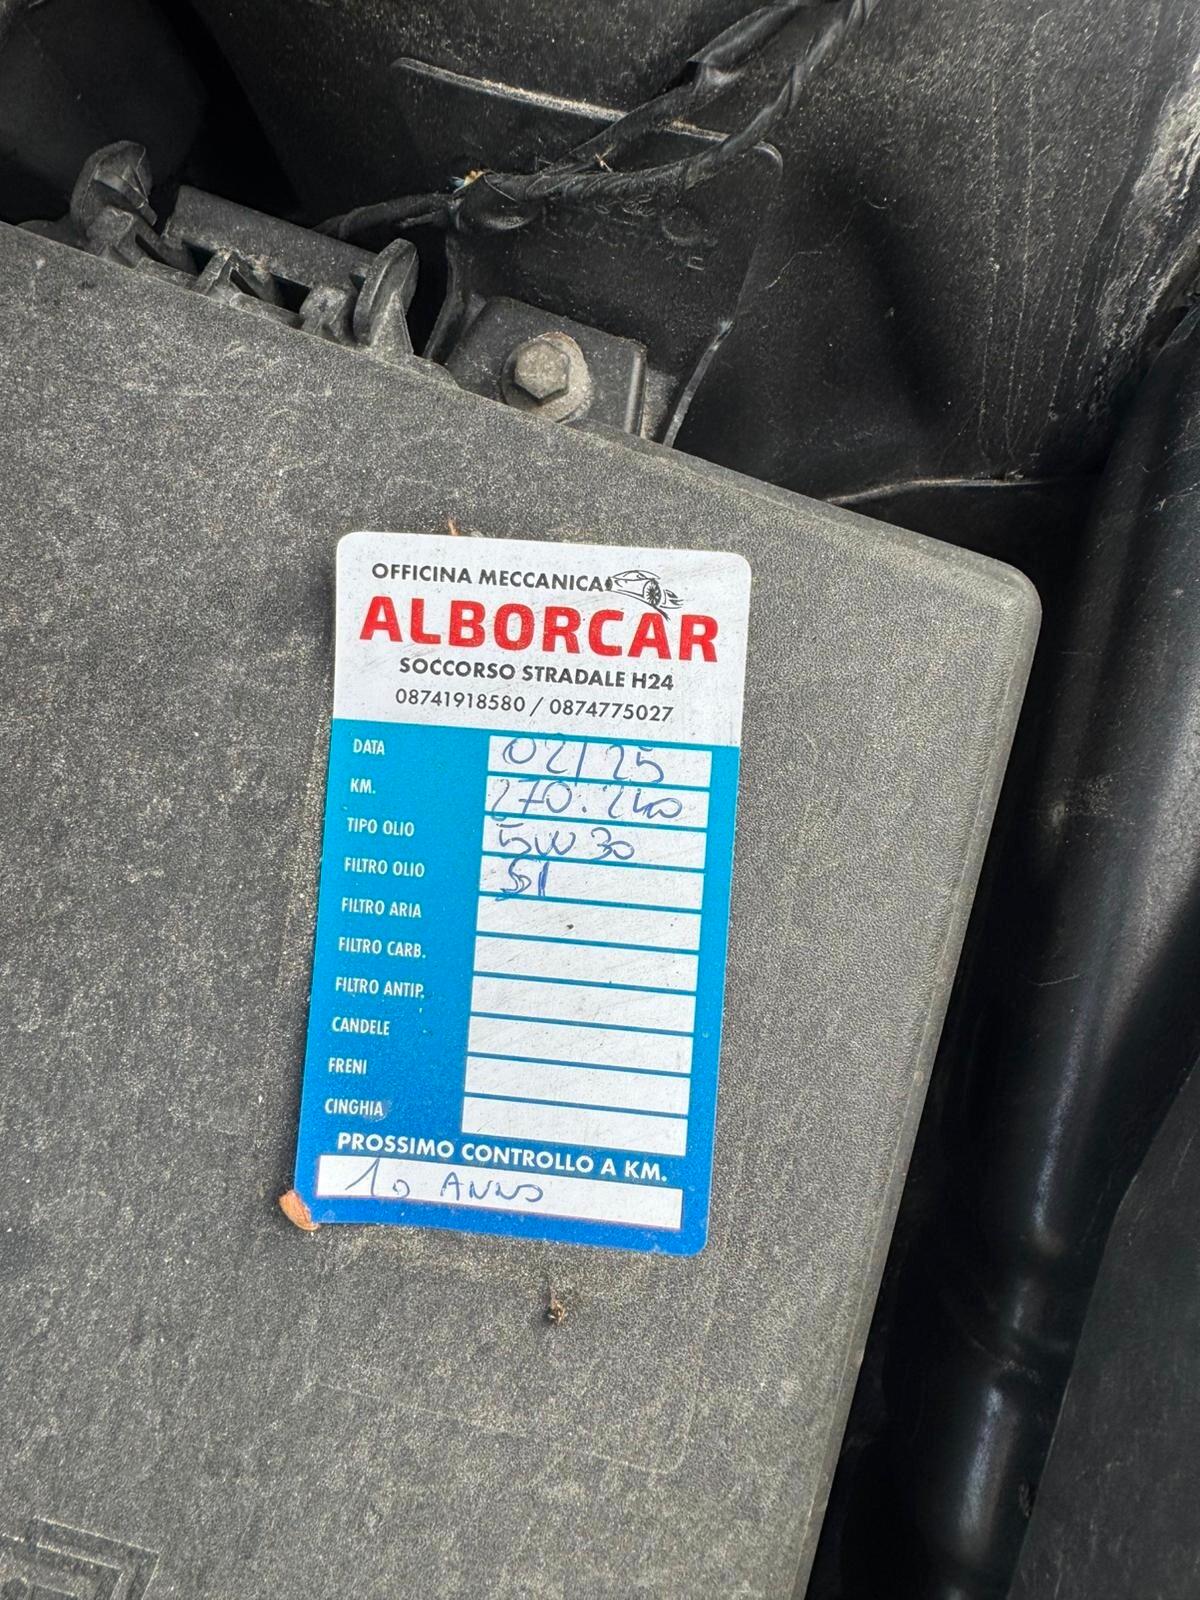 OFFICINA MECCANICA
ALBORCAR
SOCCORSO STRADALE H24
08741918580 / 0874775027
DATA 02/25
KM. 270.240
TIPO OLIO 5W30
FILTRO OLIO SI
FILTRO ARIA
FILTRO CARB.
FILTRO ANTIP.
CANDELE
FRENI
CINGHIA
PROSSIMO CONTROLLO A KM.
ANNO